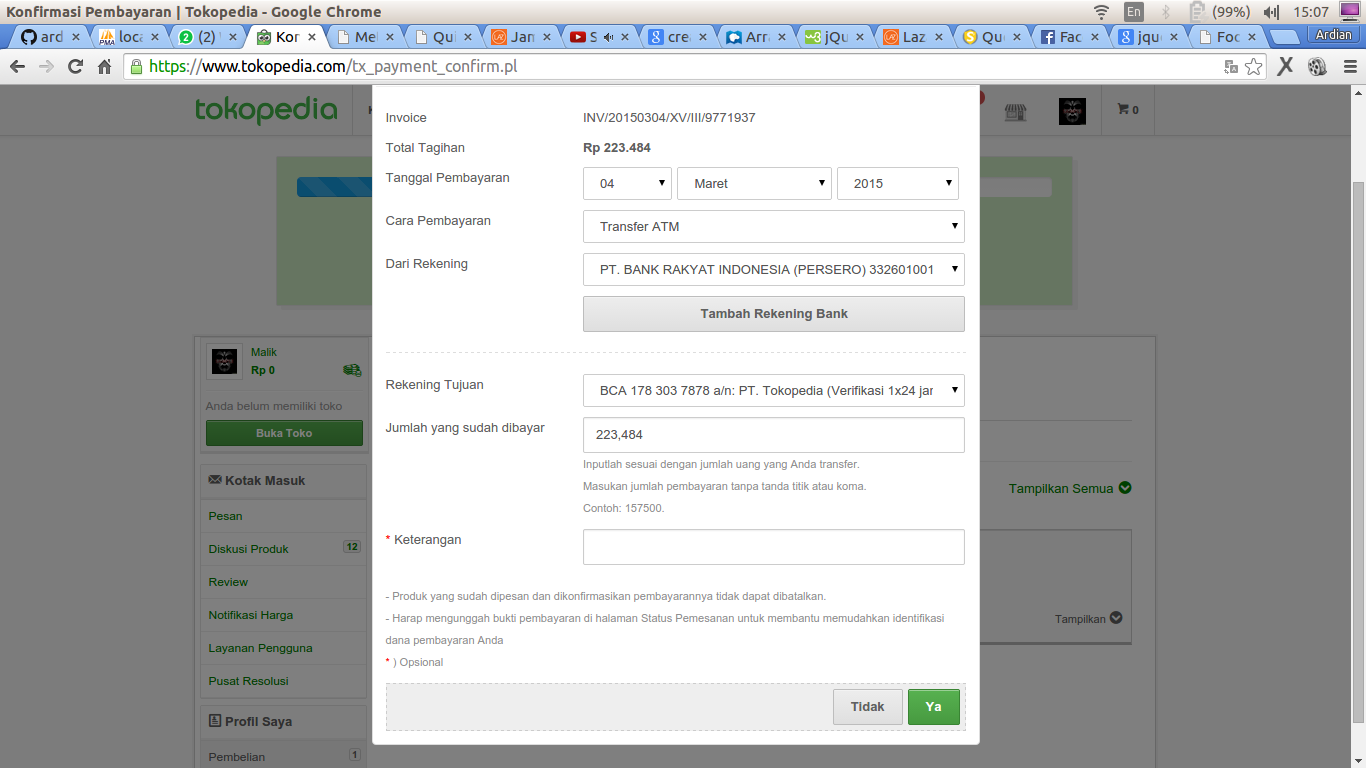 Konfirmasi Pembayaran | Tokopedia - Google Chrome
En (99%) 15:07
ard loca (2) Kor Mel Qui Jan S cre Arra jQu Laz Que Fac jque Foc Ardian
https://www.tokopedia.com/tx_payment_confirm.pl
tokopedia
0
Invoice INV/20150304/XV/III/9771937
Total Tagihan Rp 223.484
Tanggal Pembayaran 04 Maret 2015
Cara Pembayaran Transfer ATM
Dari Rekening PT. BANK RAKYAT INDONESIA (PERSERO) 332601001
Tambah Rekening Bank
Rekening Tujuan BCA 178 303 7878 a/n: PT. Tokopedia (Verifikasi 1x24 jam
Jumlah yang sudah dibayar 223,484
Inputlah sesuai dengan jumlah uang yang Anda transfer.
Masukan jumlah pembayaran tanpa tanda titik atau koma.
Contoh: 157500.
* Keterangan
- Produk yang sudah dipesan dan dikonfirmasikan pembayarannya tidak dapat dibatalkan.
- Harap mengunggah bukti pembayaran di halaman Status Pemesanan untuk membantu memudahkan identifikasi
dana pembayaran Anda
* ) Opsional
Tidak Ya
Malik
Rp 0
Anda belum memiliki toko
Buka Toko
Kotak Masuk
Pesan
Diskusi Produk 12
Review
Notifikasi Harga
Layanan Pengguna
Pusat Resolusi
Profil Saya
Pembelian 1
Tampilkan Semua
Tampilkan